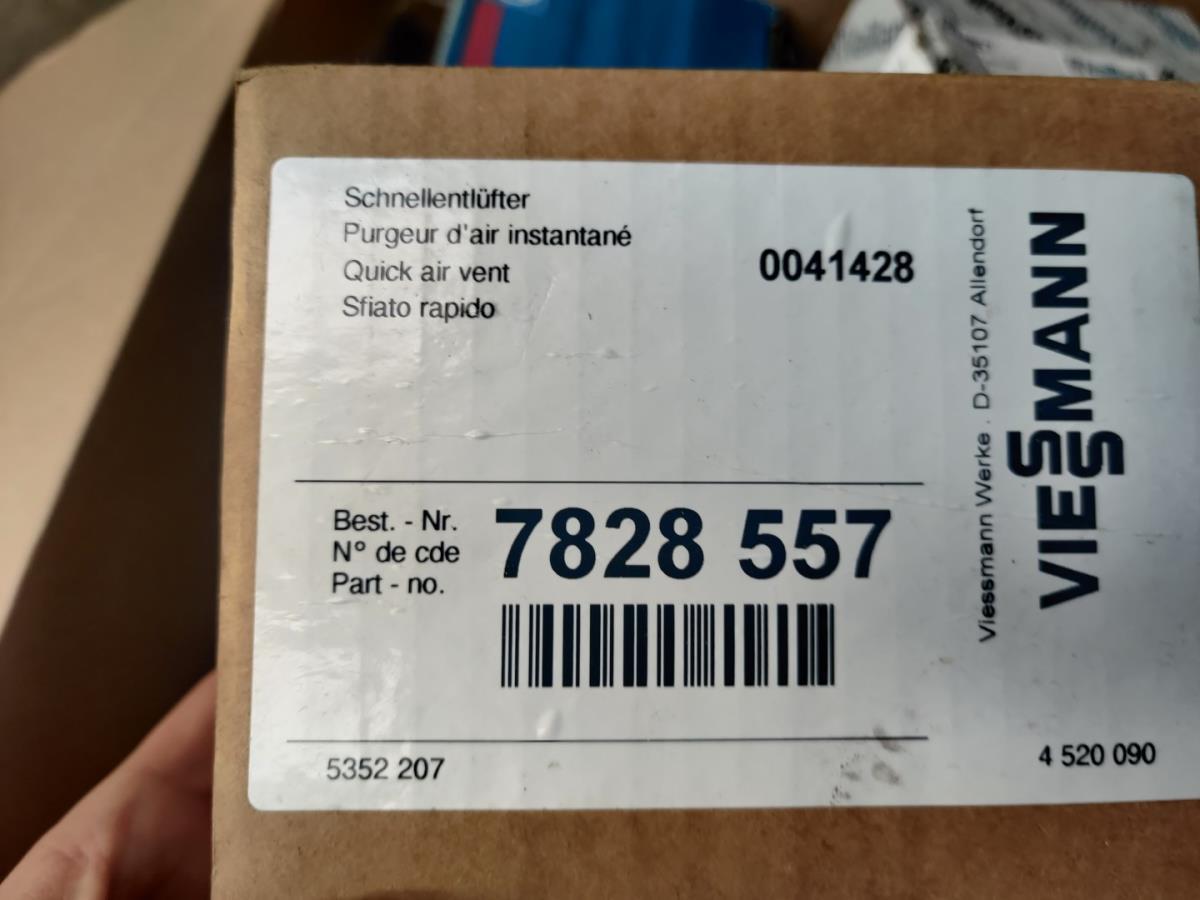 Schnellentlüfter
Purgeur d'air instantané
Quick air vent
Sfiato rapido
0041428
Best. - Nr.
N° de cde
Part - no.
7828 557
5352 207
Viessmann Werke . D-35107 Allendorf
VIESSMANN
4 520 090